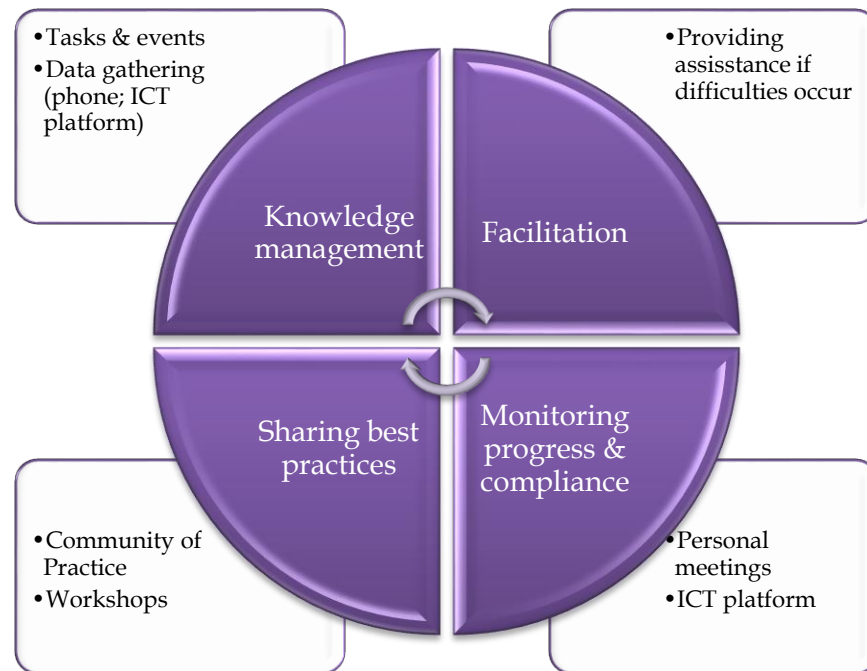 •Tasks & events
•Data gathering
(phone; ICT
platform)
•Providing
assisstance if
difficulties occur
Knowledge
management
Facilitation
Sharing best
practices
Monitoring
progress &
compliance
•Community of
Practice
•Workshops
•Personal
meetings
•ICT platform